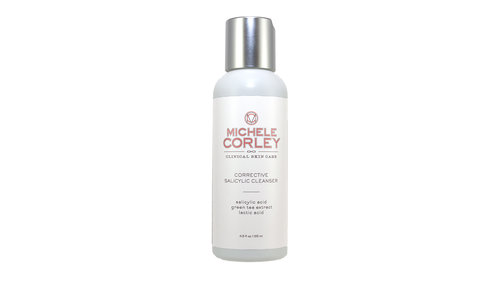 MICHELE
CORLEY
CLINICAL SKIN CARE
CORRECTIVE
SALICYLIC CLEANSER
salicylic acid
green tea extract
lactic acid